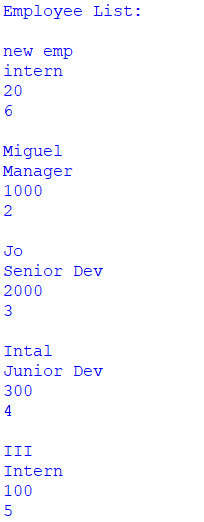 Employee List:
new emp
intern
20
6
Miguel
Manager
1000
2
Jo
Senior Dev
2000
3
Intal
Junior Dev
300
4
III
Intern
100
5